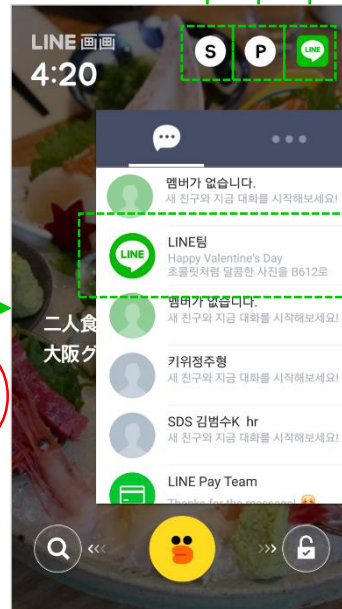 LINE 画面
4:20
S
P
LINE
멤버가 없습니다.
새 친구와 지금 대화를 시작해보세요!
LINE팀
LINE
Happy Valentine's Day
초콜릿처럼 달콤한 사진을 B612로
멤버가 없습니다.
새 친구와 지금 대화를 시작해보세요!
二人食
大阪グ
키위정주형
새 친구와 지금 대화를 시작해보세요!
SDS 김범수K hr
새 친구와 지금 대화를 시작해보세요!
LINE Pay Team
Thanks for the message!